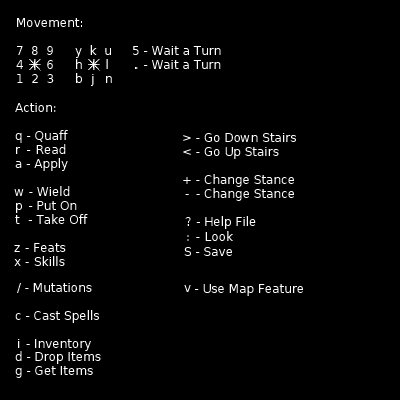 Movement:
7 8 9 y k u 5 - Wait a Turn
4 6 h l . - Wait a Turn
1 2 3 b j n
Action:
q - Quaff
r - Read
a - Apply
w - Wield
p - Put On
t - Take Off
z - Feats
x - Skills
/ - Mutations
c - Cast Spells
i - Inventory
d - Drop Items
g - Get Items
> - Go Down Stairs
< - Go Up Stairs
+ - Change Stance
- - Change Stance
? - Help File
: - Look
S - Save
v - Use Map Feature